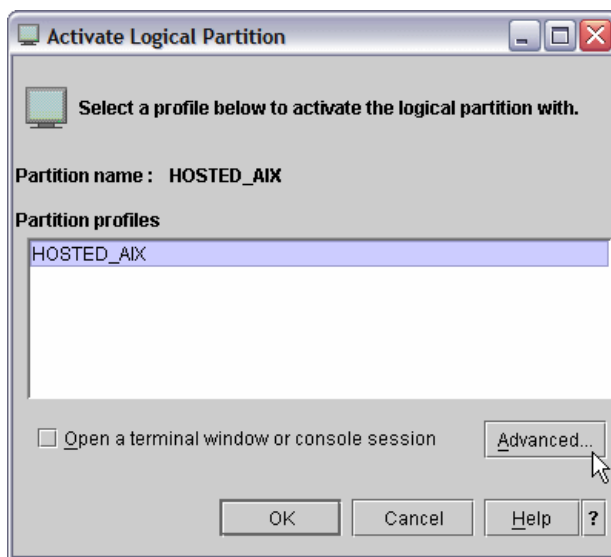 Activate Logical Partition
Select a profile below to activate the logical partition with.
Partition name : HOSTED_AIX
Partition profiles
HOSTED_AIX
Open a terminal window or console session
Advanced...
OK Cancel Help ?